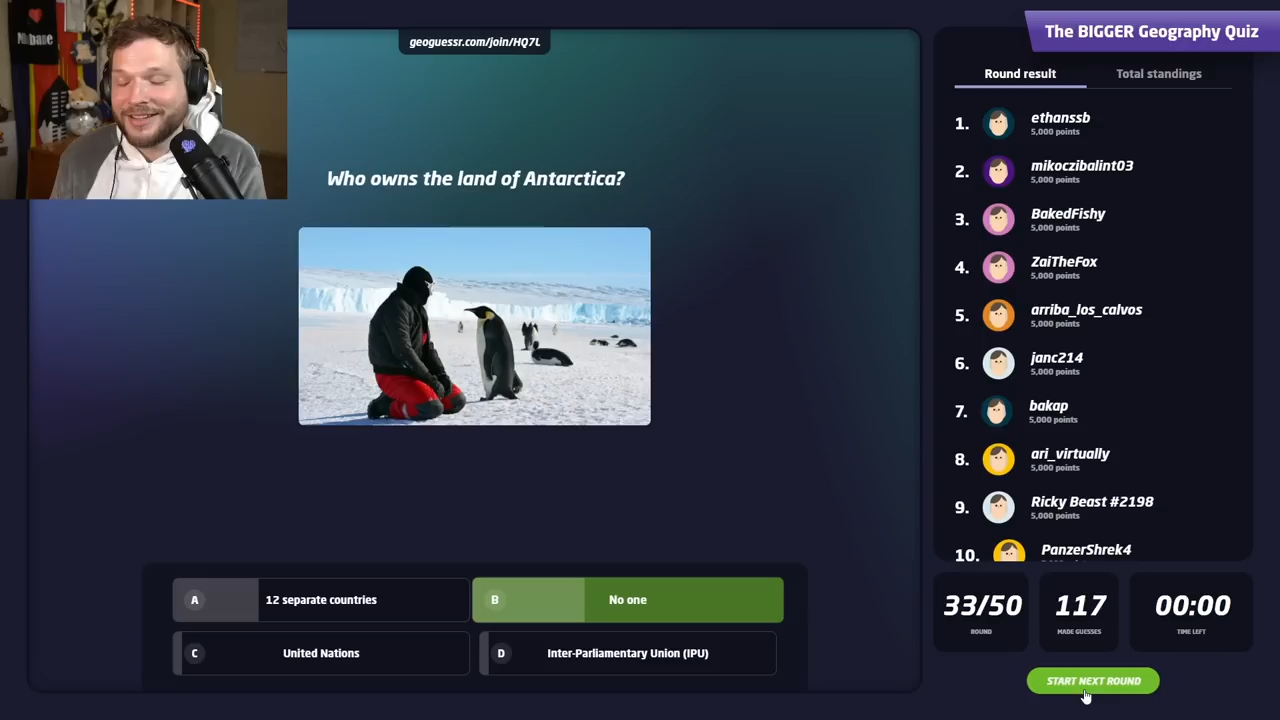 The BIGGER Geography Quiz
geoguessr.com/join/HQ7L
Who owns the land of Antarctica?
A 12 separate countries
B No one
C United Nations
D Inter-Parliamentary Union (IPU)
Round result Total standings
1. ethanssb
5,000 points
2. mikoczibalint03
5,000 points
3. BakedFishy
5,000 points
4. ZaiTheFox
5,000 points
5. arriba_los_calvos
5,000 points
6. janc214
5,000 points
7. bakap
5,000 points
8. ari_virtually
5,000 points
9. Ricky Beast #2198
5,000 points
10. PanzerShrek4
33/50 117 00:00
ROUND MADE GUESSES TIME LEFT
START NEXT ROUND